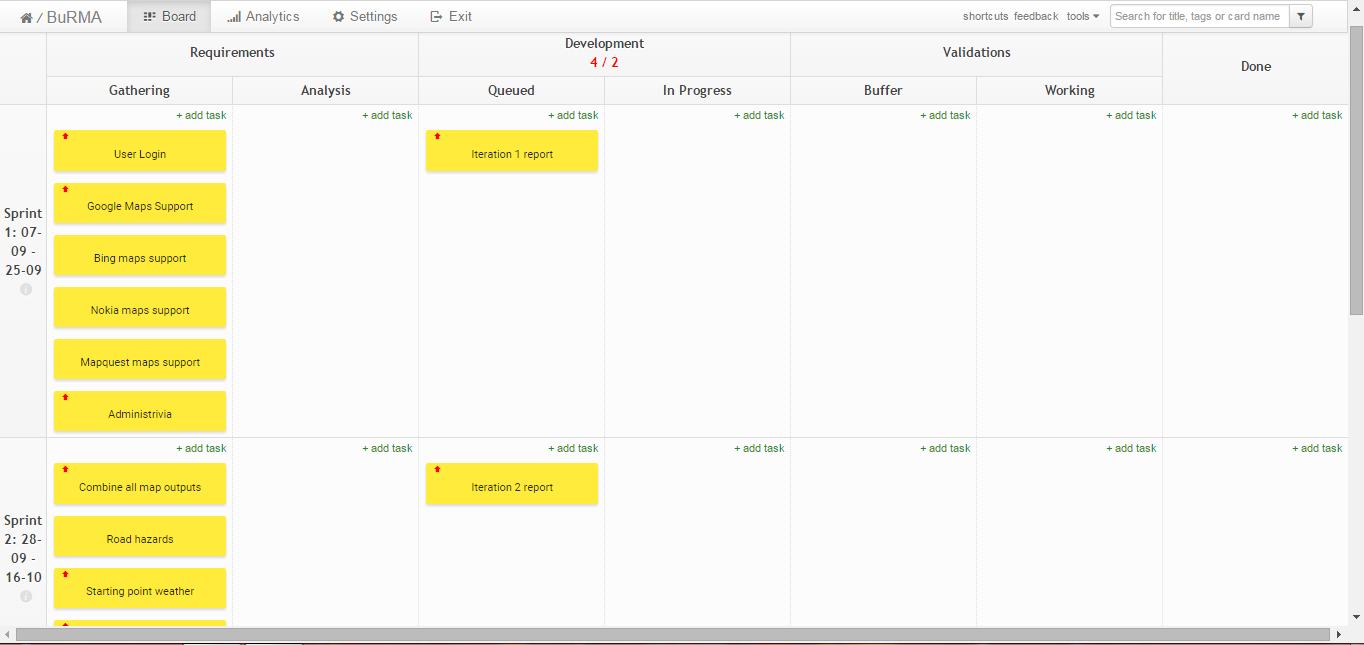 / BuRMA
Board
Analytics
Settings
Exit
shortcuts feedback tools
Search for title, tags or card name
Requirements
Development
4 / 2
Validations
Done
Gathering
Analysis
Queued
In Progress
Buffer
Working
Sprint
1: 07-
09 -
25-09
+ add task
+ add task
+ add task
+ add task
+ add task
+ add task
+ add task
User Login
Iteration 1 report
Google Maps Support
Bing maps support
Nokia maps support
Mapquest maps support
Administrivia
Sprint
2: 28-
09 -
16-10
+ add task
+ add task
+ add task
+ add task
+ add task
+ add task
+ add task
Combine all map outputs
Iteration 2 report
Road hazards
Starting point weather